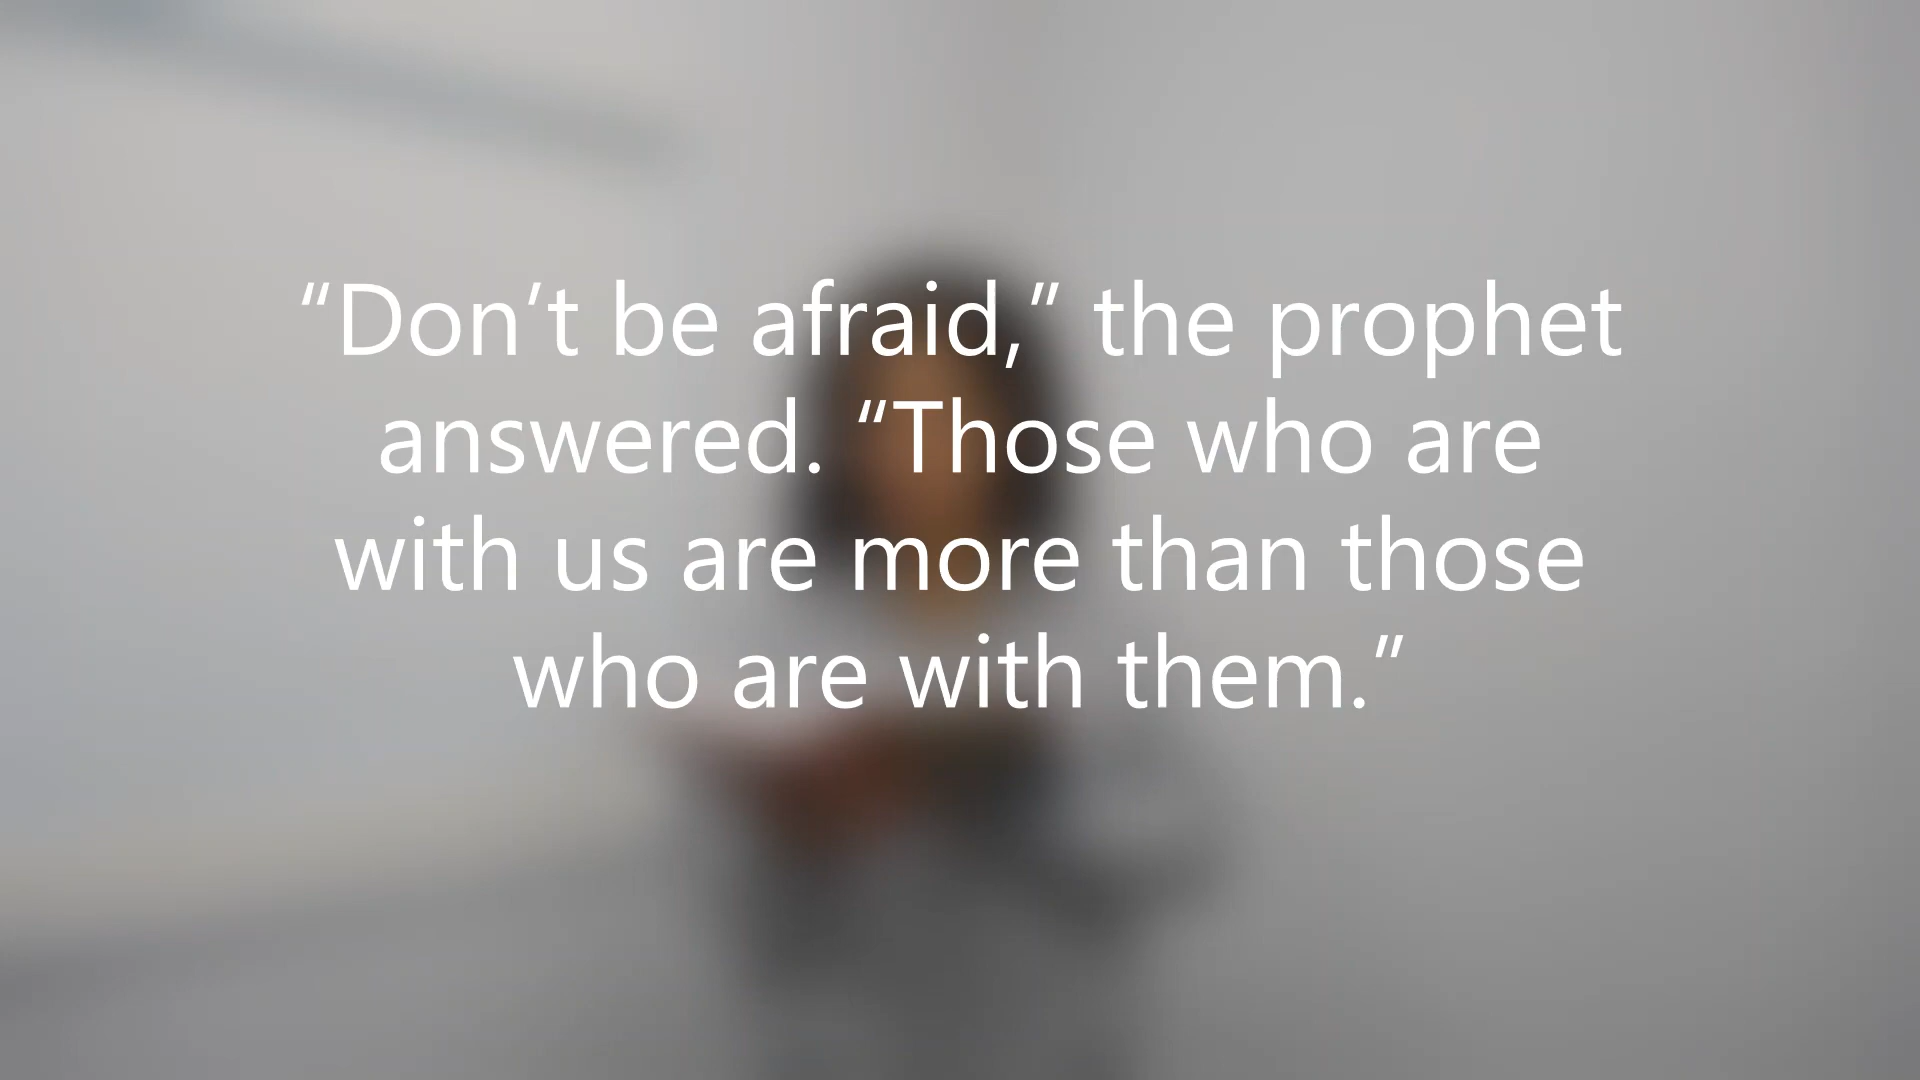 “Don’t be afraid,” the prophet
answered. “Those who are
with us are more than those
who are with them.”